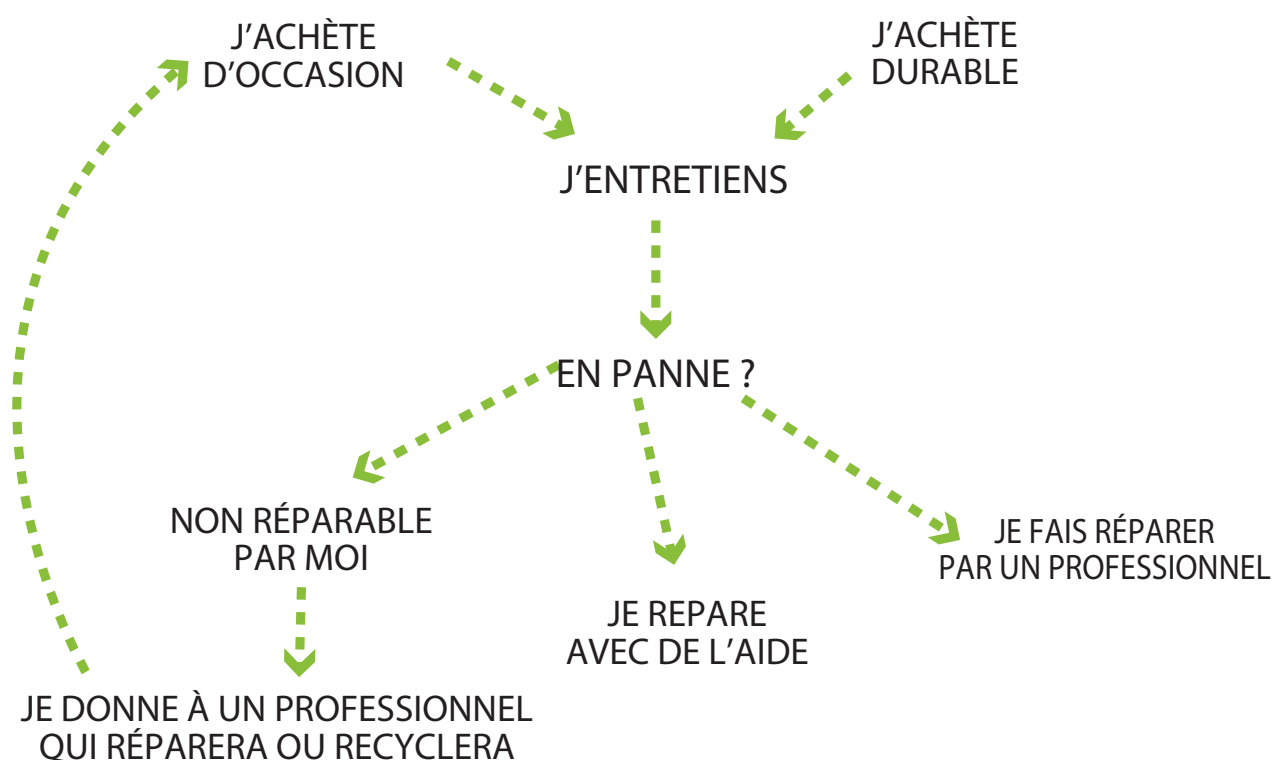 J’ACHÈTE
D’OCCASION
J’ACHÈTE
DURABLE
J’ENTRETIENS
EN PANNE ?
NON RÉPARABLE
PAR MOI
JE FAIS RÉPARER
PAR UN PROFESSIONNEL
JE REPARE
AVEC DE L’AIDE
JE DONNE À UN PROFESSIONNEL
QUI RÉPARERA OU RECYCLERA